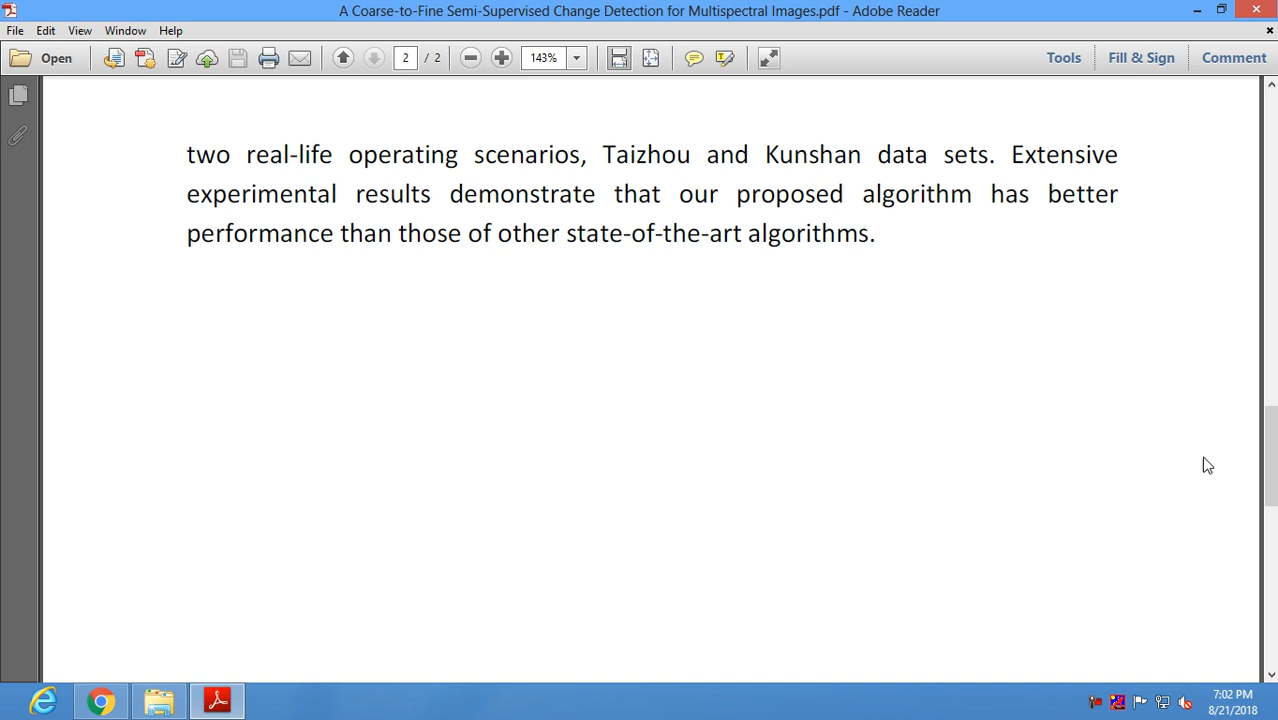 A Coarse-to-Fine Semi-Supervised Change Detection for Multispectral Images.pdf - Adobe Reader
File Edit View Window Help
Open 2 / 2 143% Tools Fill & Sign Comment
two real-life operating scenarios, Taizhou and Kunshan data sets. Extensive
experimental results demonstrate that our proposed algorithm has better
performance than those of other state-of-the-art algorithms.
7:02 PM
8/21/2018